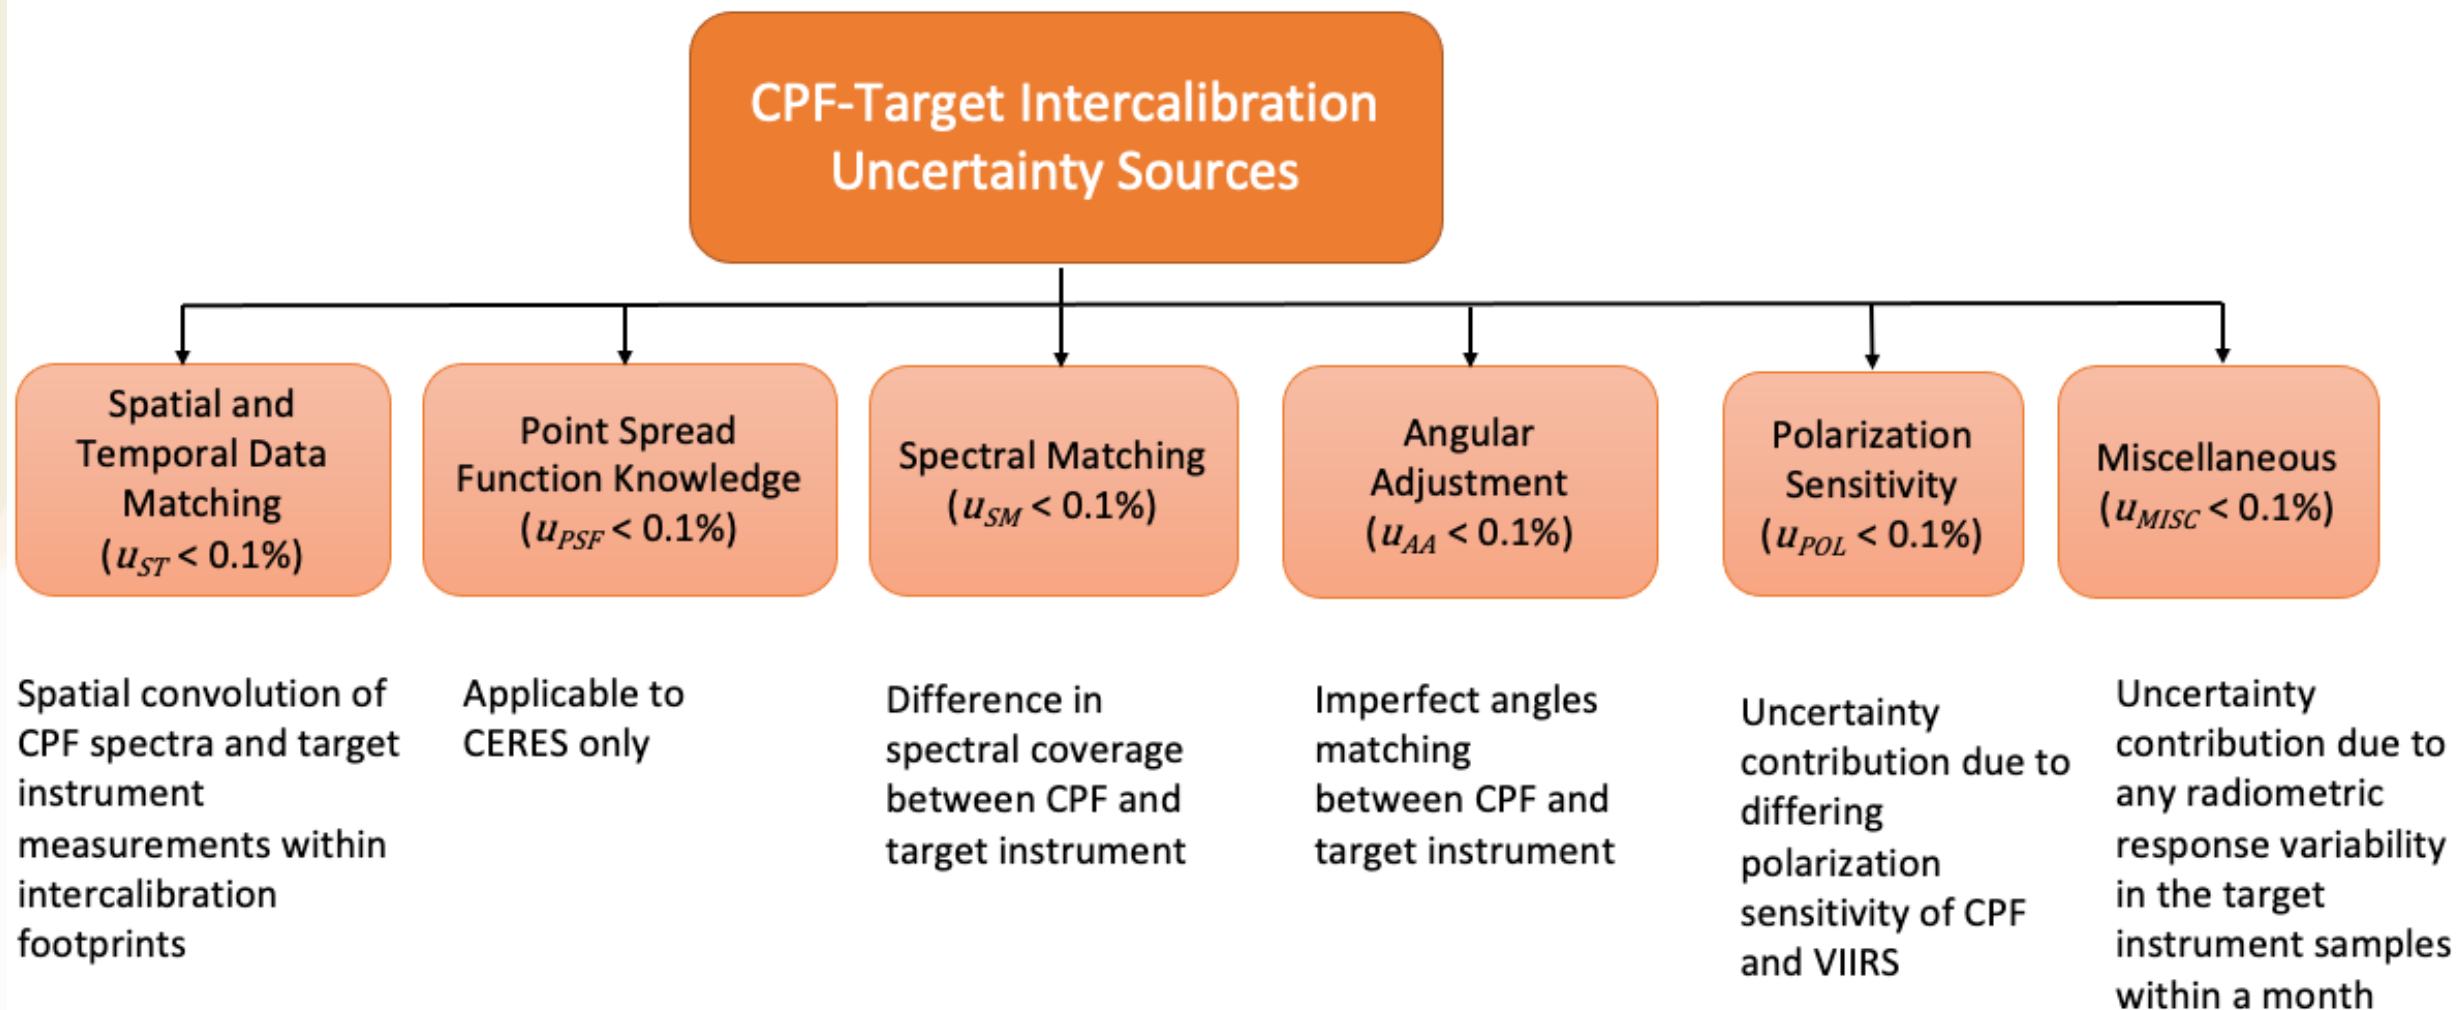 CPF-Target Intercalibration
Uncertainty Sources
Spatial and
Temporal Data
Matching
(u_ST < 0.1%)
Point Spread
Function Knowledge
(u_PSF < 0.1%)
Spectral Matching
(u_SM < 0.1%)
Angular
Adjustment
(u_AA < 0.1%)
Polarization
Sensitivity
(u_POL < 0.1%)
Miscellaneous
(u_MISC < 0.1%)
Spatial convolution of
CPF spectra and target
instrument
measurements within
intercalibration
footprints
Applicable to
CERES only
Difference in
spectral coverage
between CPF and
target instrument
Imperfect angles
matching
between CPF and
target instrument
Uncertainty
contribution due to
differing
polarization
sensitivity of CPF
and VIIRS
Uncertainty
contribution due to
any radiometric
response variability
in the target
instrument samples
within a month